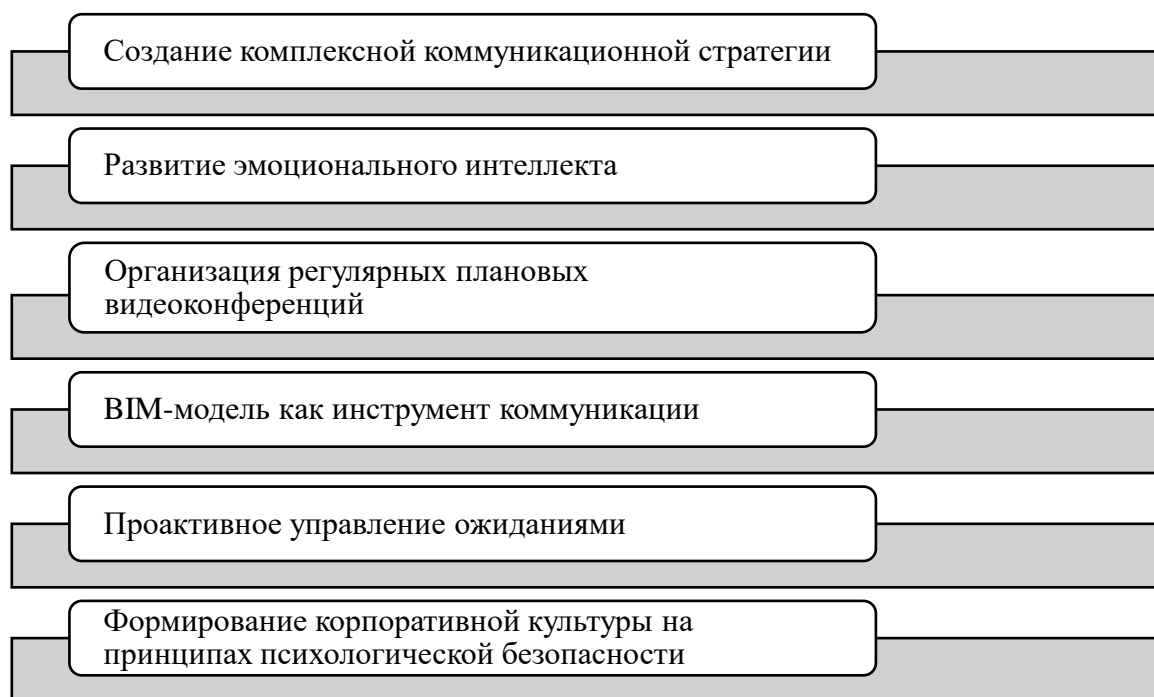 Создание комплексной коммуникационной стратегии
Развитие эмоционального интеллекта
Организация регулярных плановых
видеоконференций
BIM-модель как инструмент коммуникации
Проактивное управление ожиданиями
Формирование корпоративной культуры на
принципах психологической безопасности